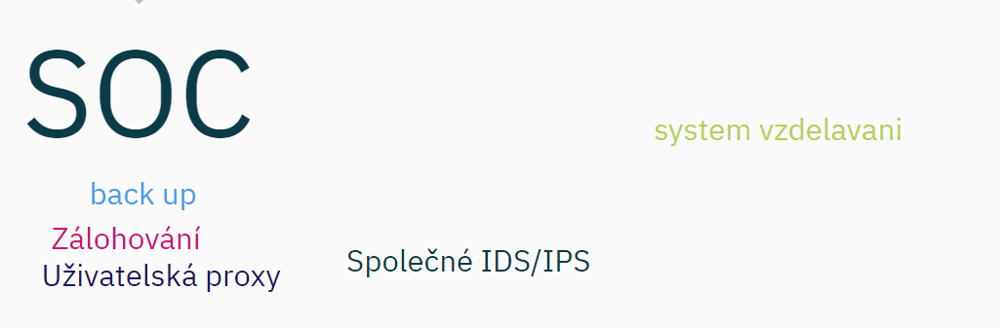 SOC
system vzdelavani
back up
Zálohování
Společné IDS/IPS
Uživatelská proxy